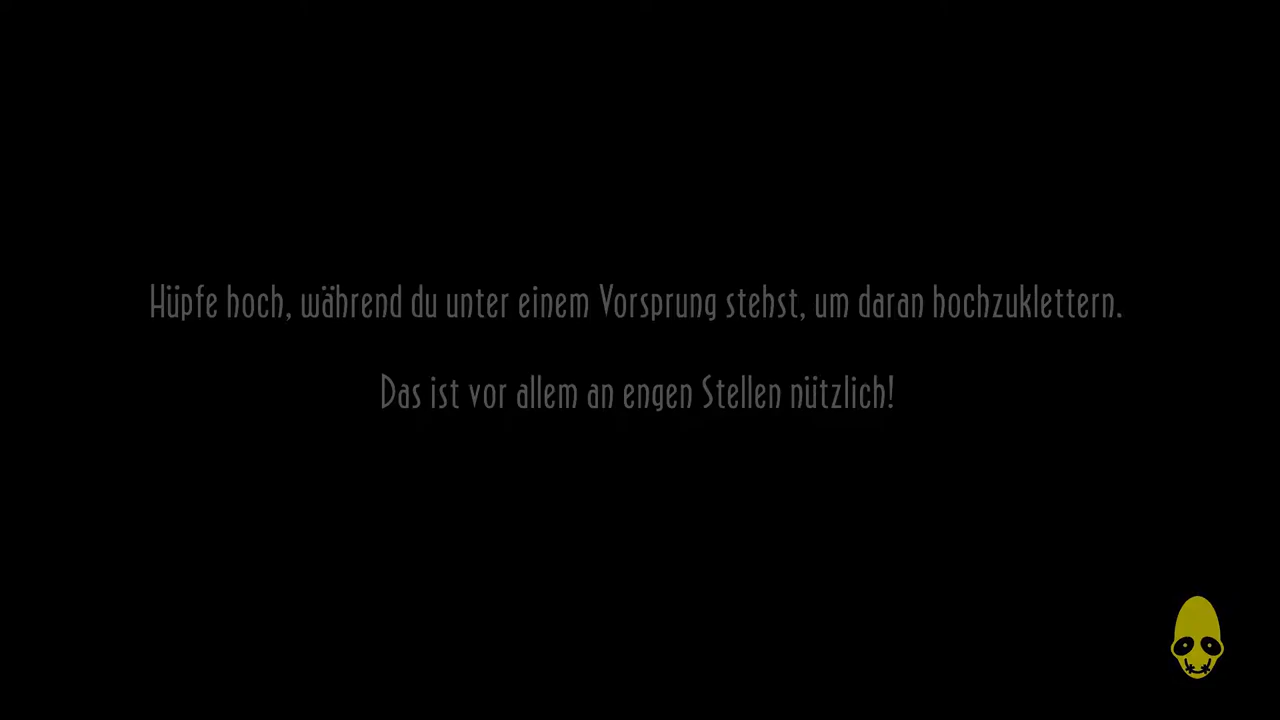 Hüpfe hoch, während du unter einem Vorsprung stehst, um daran hochzuklettern.
Das ist vor allem an engen Stellen nützlich!